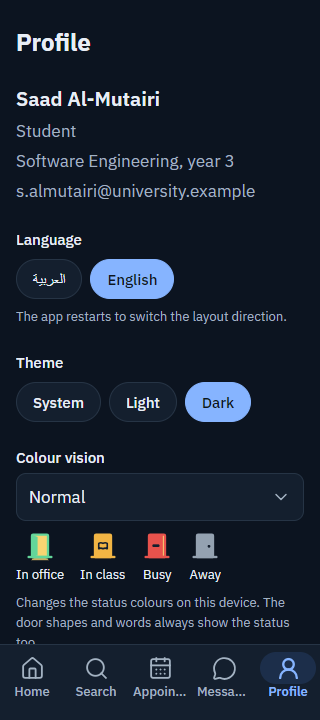 Profile
Saad Al-Mutairi
Student
Software Engineering, year 3
s.almutairi@university.example
Language
العربية English
The app restarts to switch the layout direction.
Theme
System Light Dark
Colour vision
Normal
In office In class Busy Away
Changes the status colours on this device. The
door shapes and words always show the status
too.
Home Search Appoin... Messa... Profile